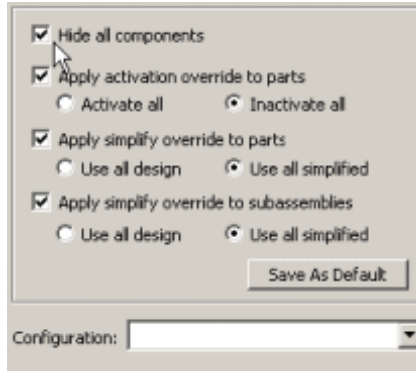 Hide all components
Apply activation override to parts
Activate all Inactivate all
Apply simplify override to parts
Use all design Use all simplified
Apply simplify override to subassemblies
Use all design Use all simplified
Save As Default
Configuration: